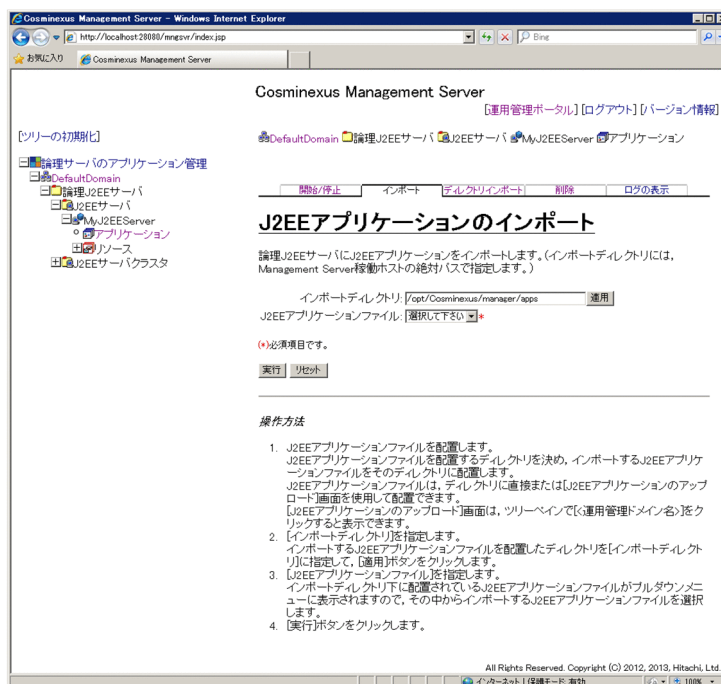 Cosminexus Management Server - Windows Internet Explorer
http://localhost:28080/mngsvr/index.jsp
Bing
お気に入り
Cosminexus Management Server
Cosminexus Management Server
[運用管理ポータル] [ログアウト] [バージョン情報]
[ツリーの初期化]
DefaultDomain 論理J2EEサーバ J2EEサーバ MyJ2EEServer アプリケーション
論理サーバのアプリケーション管理
DefaultDomain
論理J2EEサーバ
J2EEサーバ
MyJ2EEServer
アプリケーション
リソース
J2EEサーバクラスタ
開始/停止
インポート
ディレクトリインポート
削除
ログの表示
J2EEアプリケーションのインポート
論理J2EEサーバにJ2EEアプリケーションをインポートします。(インポートディレクトリには,
Management Server稼働ホストの絶対パスで指定します。)
インポートディレクトリ: /opt/Cosminexus/manager/apps 適用
J2EEアプリケーションファイル: 選択して下さい *
(*)必須項目です。
実行 リセット
操作方法
1. J2EEアプリケーションファイルを配置します。
J2EEアプリケーションファイルを配置するディレクトリを決め, インポートするJ2EEアプリケ
ーションファイルをそのディレクトリに配置します。
J2EEアプリケーションファイルは, ディレクトリに直接または[J2EEアプリケーションのアップ
ロード]画面を使用して配置できます。
[J2EEアプリケーションのアップロード]画面は, ツリーペインで[<運用管理ドメイン名>]をク
リックすると表示できます。
2. [インポートディレクトリ]を指定します。
インポートするJ2EEアプリケーションファイルを配置したディレクトリを[インポートディレクト
リ]に指定して, [適用]ボタンをクリックします。
3. [J2EEアプリケーションファイル]を指定します。
インポートディレクトリ下に配置されているJ2EEアプリケーションファイルがプルダウンメニ
ューに表示されますので, その中からインポートするJ2EEアプリケーションファイルを選択
します。
4. [実行]ボタンをクリックします。
All Rights Reserved. Copyright (C) 2012, 2013, Hitachi, Ltd.
インターネット | 保護モード: 有効
100%